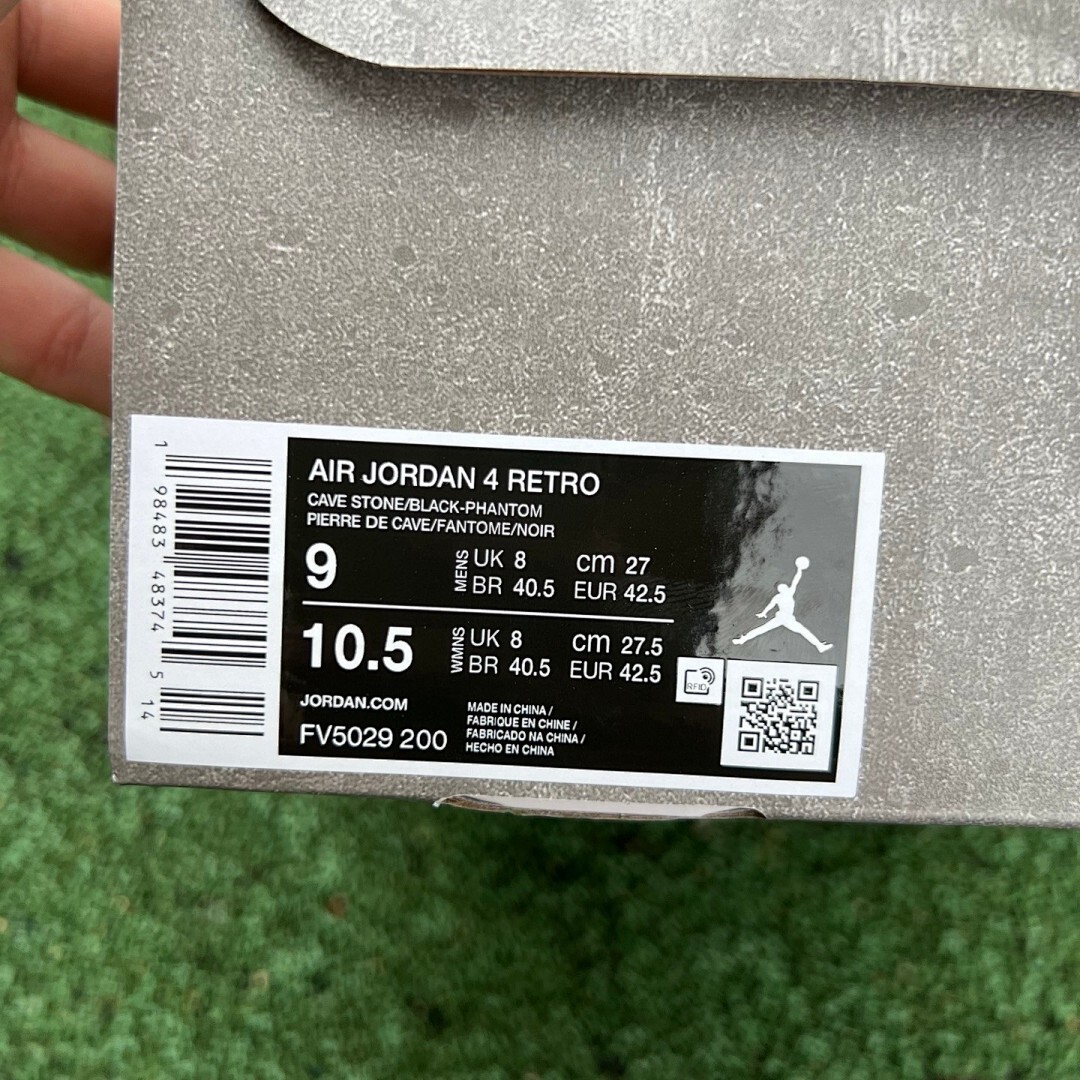 AIR JORDAN 4 RETRO
CAVE STONE/BLACK-PHANTOM
PIERRE DE CAVE/FANTOME/NOIR
9 MENS UK 8 cm 27
BR 40.5 EUR 42.5
10.5 WMNS UK 8 cm 27.5
BR 40.5 EUR 42.5
RFID
JORDAN.COM
FV5029 200
MADE IN CHINA /
FABRIQUE EN CHINE /
FABRICADO NA CHINA /
HECHO EN CHINA
1 98483 48374 5 14